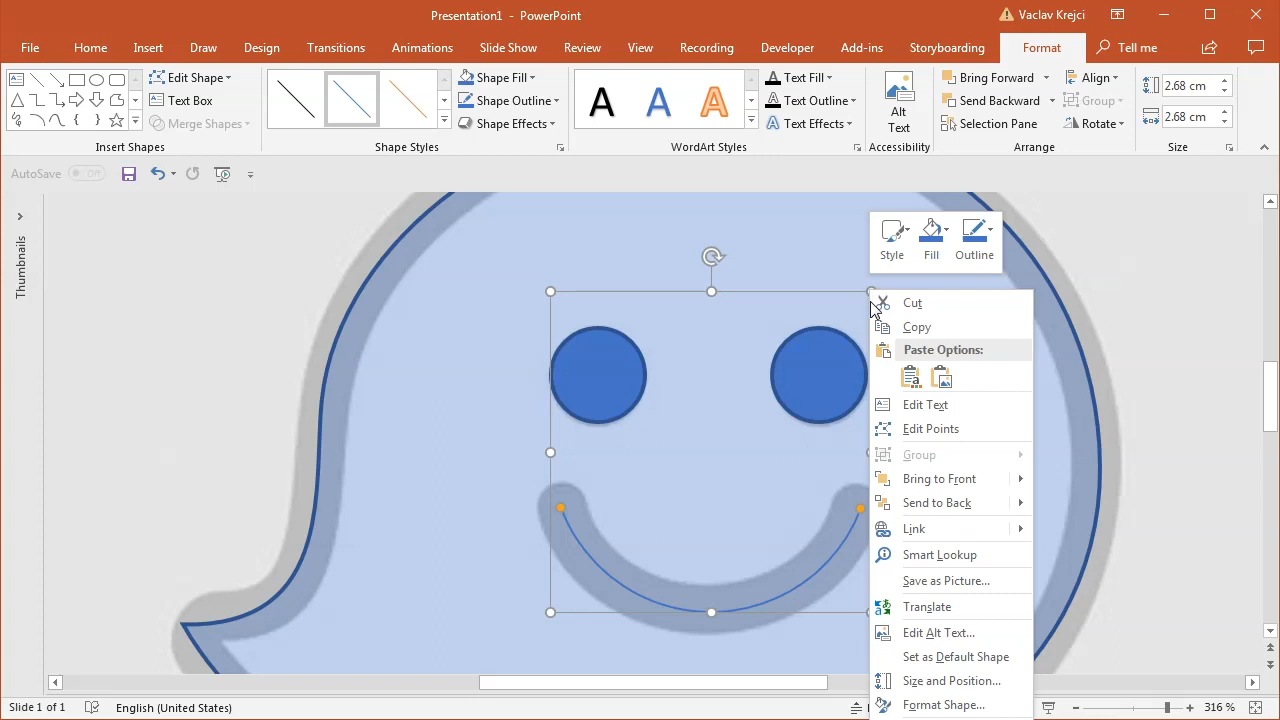 Presentation1 - PowerPoint
Vaclav Krejci
File Home Insert Draw Design Transitions Animations Slide Show Review View Recording Developer Add-ins Storyboarding Format Tell me
Edit Shape
Text Box
Merge Shapes
Insert Shapes
Shape Fill
Shape Outline
Shape Effects
Shape Styles
A A A
Text Fill
Text Outline
Text Effects
WordArt Styles
Alt
Text
Accessibility
Bring Forward
Send Backward
Selection Pane
Align
Group
Rotate
Arrange
2.68 cm
2.68 cm
Size
AutoSave Off
Thumbnails
Style Fill Outline
Cut
Copy
Paste Options:
Edit Text
Edit Points
Group
Bring to Front
Send to Back
Link
Smart Lookup
Save as Picture...
Translate
Edit Alt Text...
Set as Default Shape
Size and Position...
Format Shape...
Slide 1 of 1 English (United States)
316 %